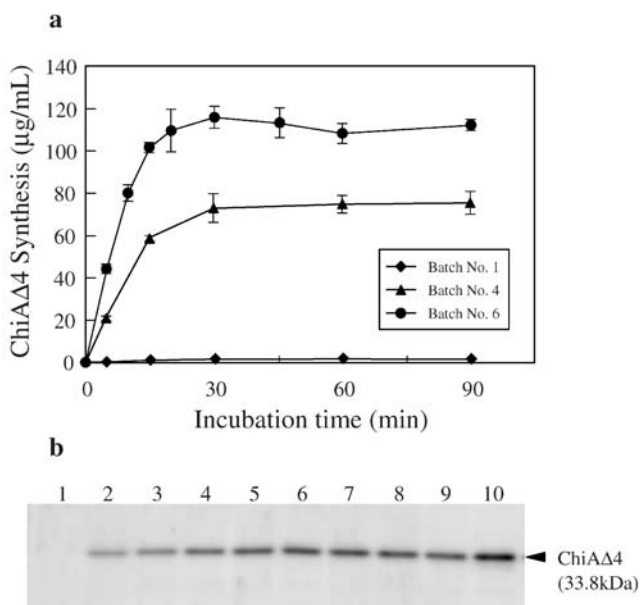 a
ChiAΔ4 Synthesis (µg/mL)
140
120
100
80
60
40
20
0
Batch No. 1
Batch No. 4
Batch No. 6
0 30 60 90
Incubation time (min)
b
1 2 3 4 5 6 7 8 9 10
ChiAΔ4
(33.8kDa)